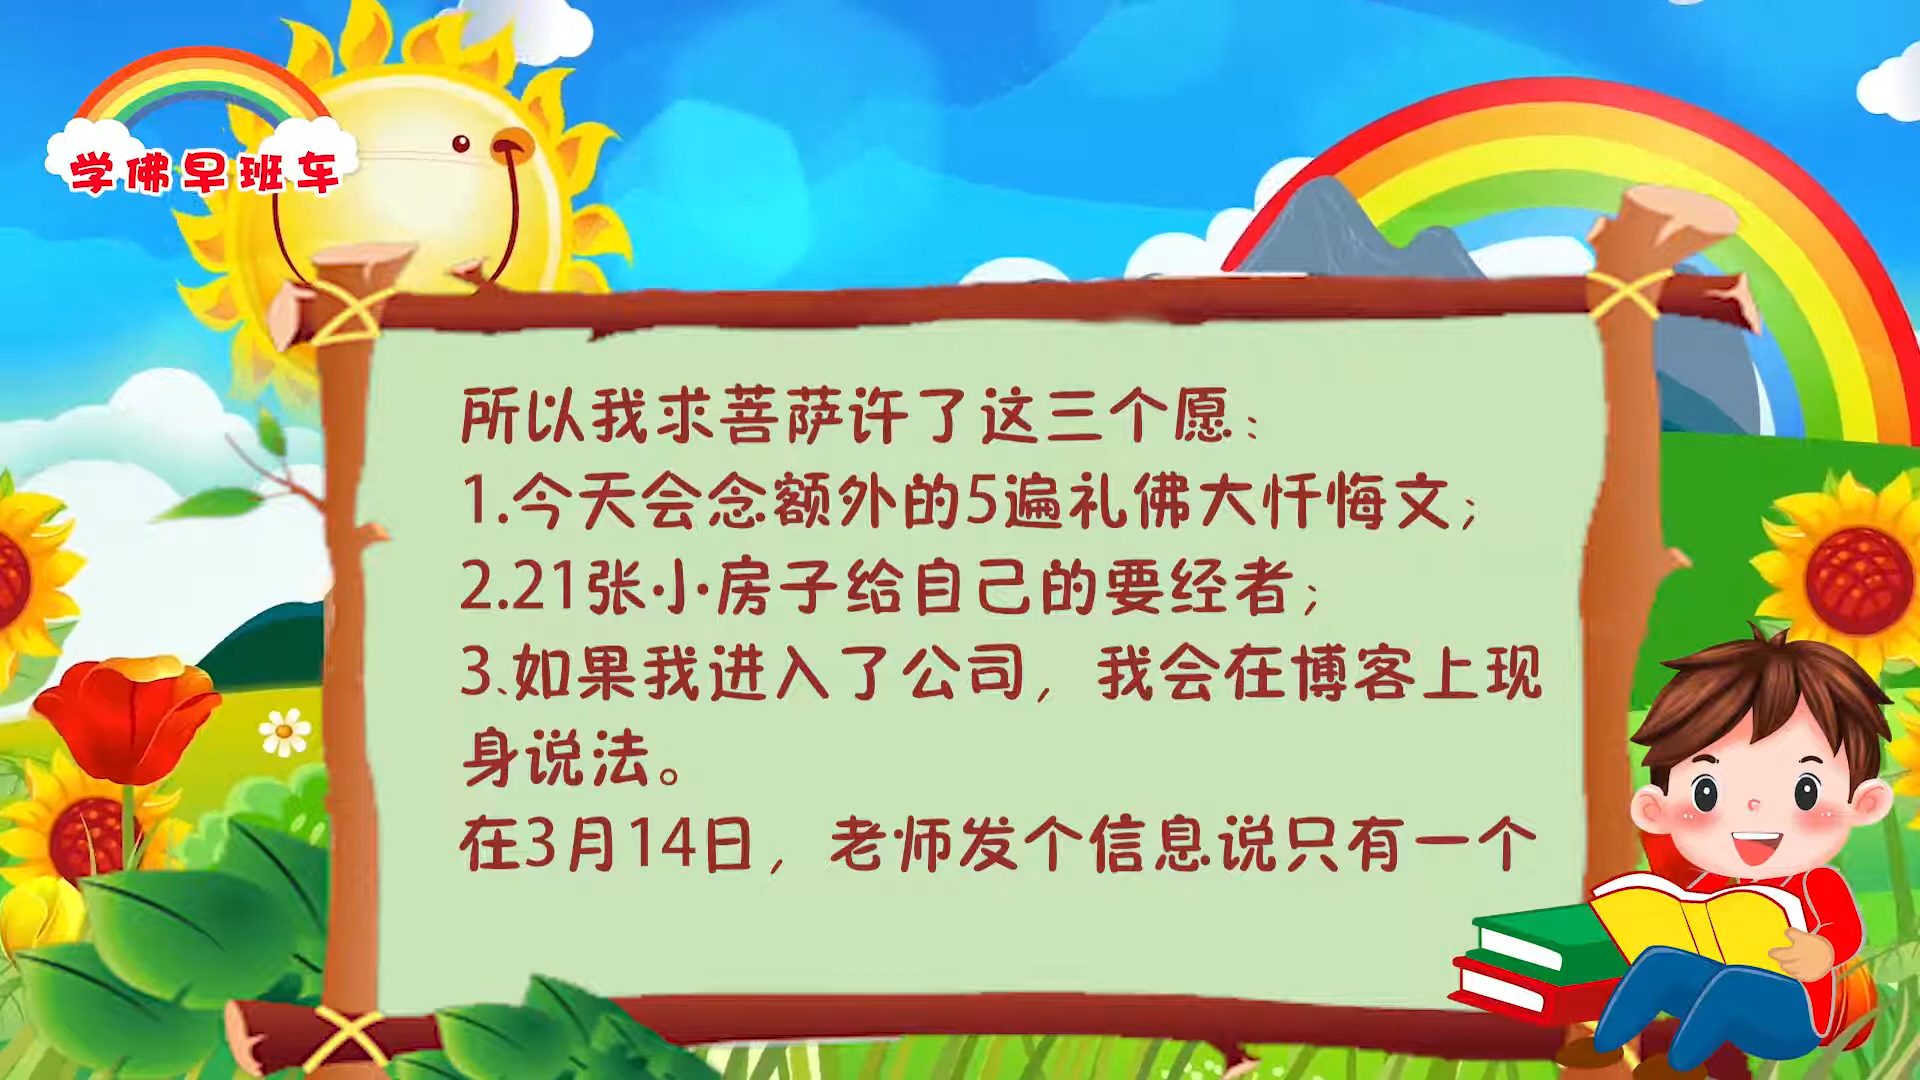 学佛早班车
所以我求菩萨许了这三个愿：
1.今天会念额外的5遍礼佛大忏悔文；
2.21张小房子给自己的要经者；
3.如果我进入了公司，我会在博客上现
身说法。
在3月14日，老师发个信息说只有一个